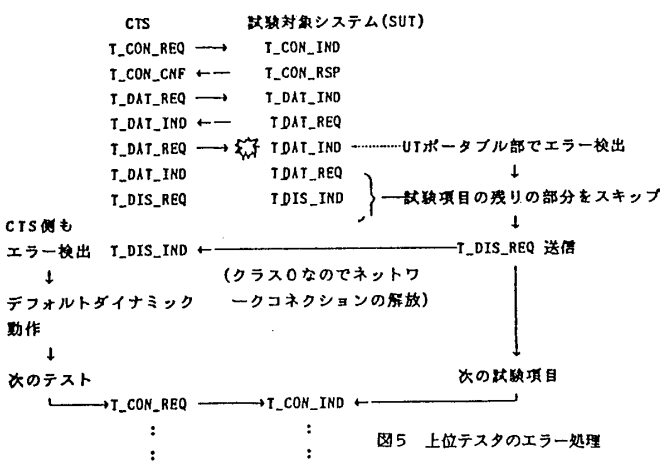 CTS 試験対象システム(SUT)
T_CON_REQ → T_CON_IND
T_CON_CNF ← T_CON_RSP
T_DAT_REQ → T_DAT_IND
T_DAT_IND ← TDAT_REQ
T_DAT_REQ → TDAT_IND ………UTポータブル部でエラー検出
↓
T_DAT_IND TDAT_REQ
T_DIS_REQ TDIS_IND 試験項目の残りの部分をスキップ
↓
CTS側も
エラー検出 T_DIS_IND ← T_DIS_REQ 送信
↓ (クラス0なのでネットワ
デフォルトダイナミック ークコネクションの解放)
動作
↓
次のテスト 次の試験項目
→T_CON_REQ →T_CON_IND ←
: :
: : 図5 上位テスタのエラー処理